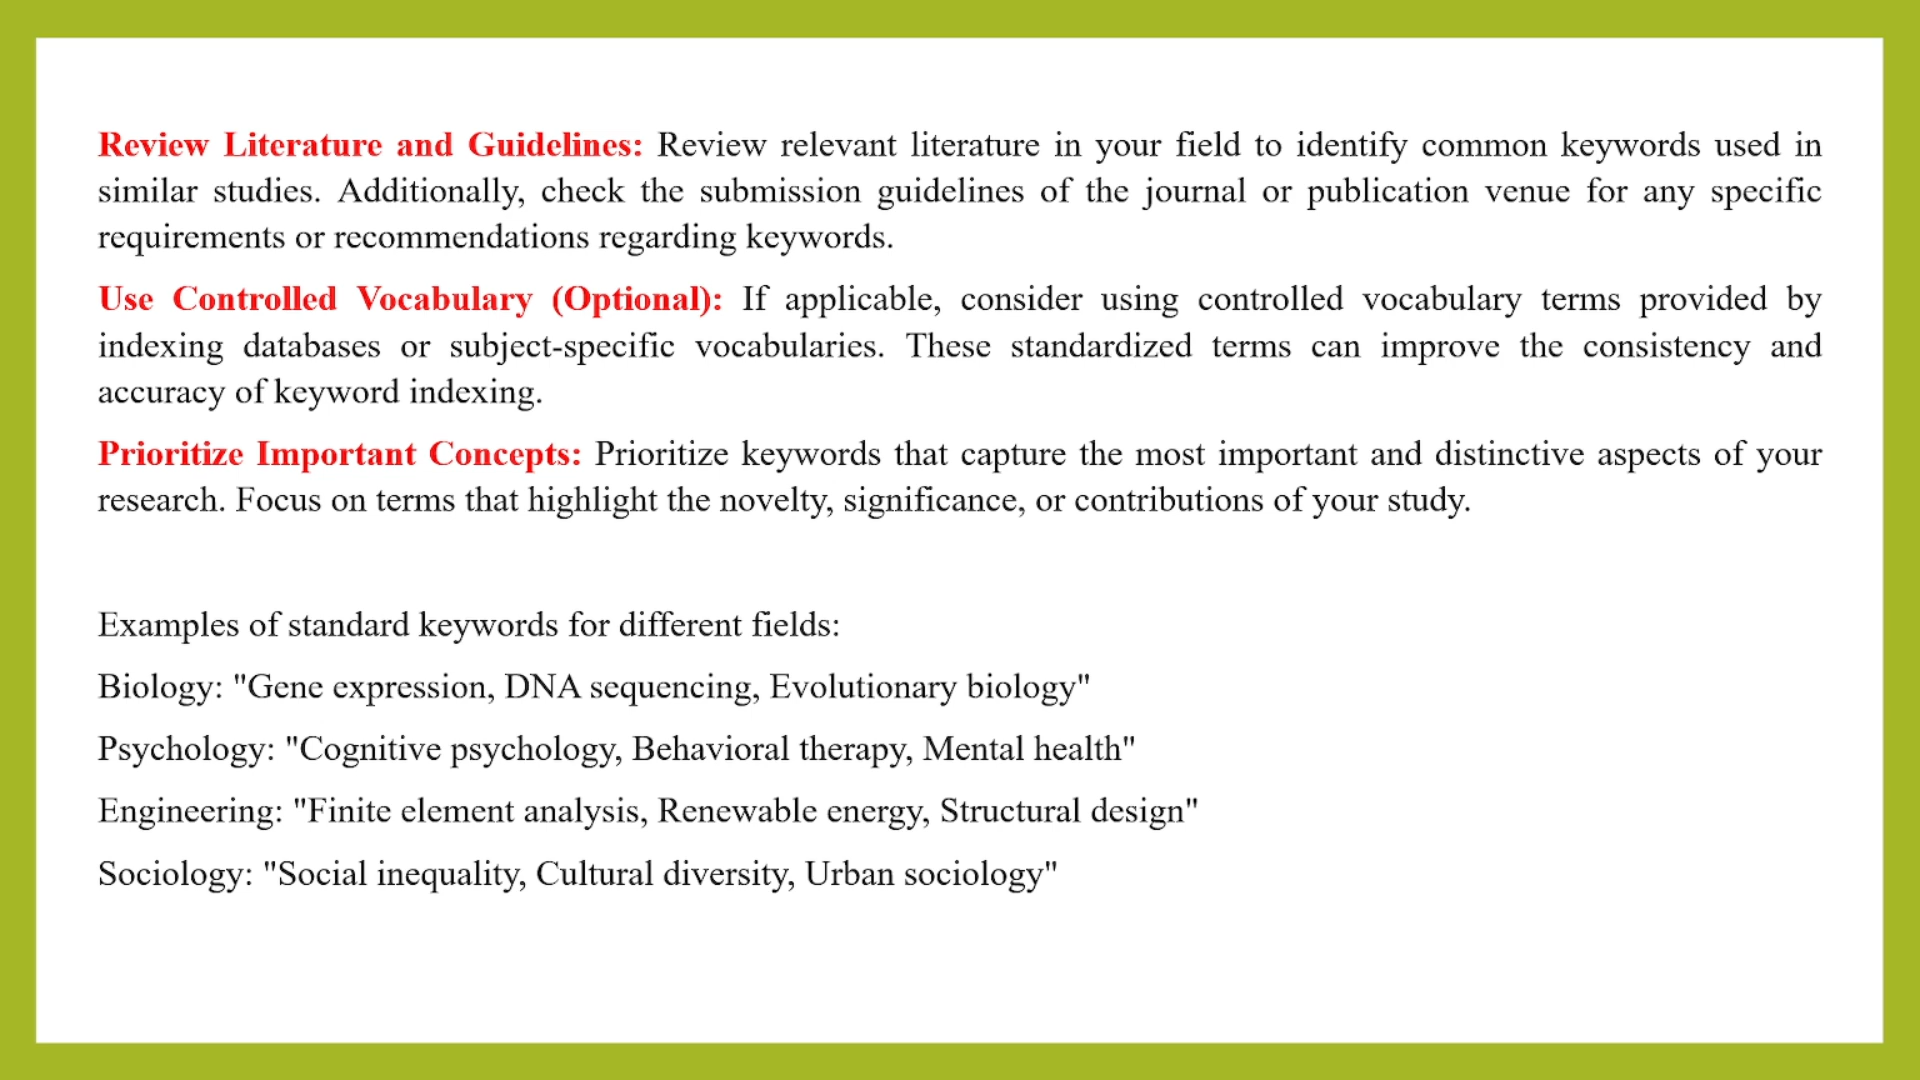 Review Literature and Guidelines: Review relevant literature in your field to identify common keywords used in
similar studies. Additionally, check the submission guidelines of the journal or publication venue for any specific
requirements or recommendations regarding keywords.
Use Controlled Vocabulary (Optional): If applicable, consider using controlled vocabulary terms provided by
indexing databases or subject-specific vocabularies. These standardized terms can improve the consistency and
accuracy of keyword indexing.
Prioritize Important Concepts: Prioritize keywords that capture the most important and distinctive aspects of your
research. Focus on terms that highlight the novelty, significance, or contributions of your study.
Examples of standard keywords for different fields:
Biology: "Gene expression, DNA sequencing, Evolutionary biology"
Psychology: "Cognitive psychology, Behavioral therapy, Mental health"
Engineering: "Finite element analysis, Renewable energy, Structural design"
Sociology: "Social inequality, Cultural diversity, Urban sociology"